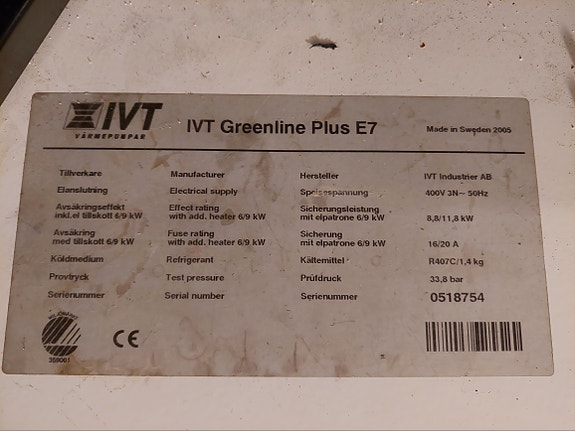 IVT
VÄRMEPUMPAR
IVT Greenline Plus E7
Made in Sweden 2005
Tillverkare Manufacturer Hersteller IVT Industrier AB
Elanslutning Electrical supply Speisespannung 400V 3N~ 50Hz
Avsäkringseffekt Effect rating Sicherungsleistung
inkl.el tillskott 6/9 kW with add. heater 6/9 kW mit elpatrone 6/9 kW 8,8/11,8 kW
Avsäkring Fuse rating Sicherung
med tillskott 6/9 kW with add. heater 6/9 kW mit elpatrone 6/9 kW 16/20 A
Köldmedium Refrigerant Kältemittel R407C/1,4 kg
Provtryck Test pressure Prüfdruck 33,8 bar
Serienummer Serial number Serienummer 0518754
CE